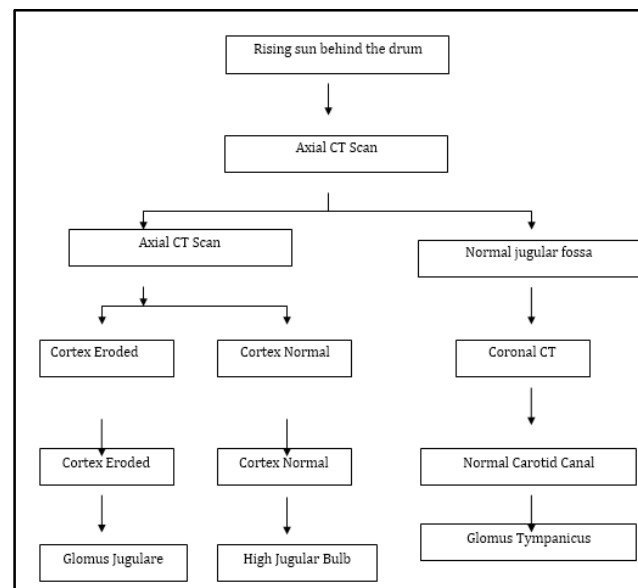 Rising sun behind the drum
Axial CT Scan
Axial CT Scan
Normal jugular fossa
Cortex Eroded
Cortex Normal
Coronal CT
Cortex Eroded
Cortex Normal
Normal Carotid Canal
Glomus Jugulare
High Jugular Bulb
Glomus Tympanicus